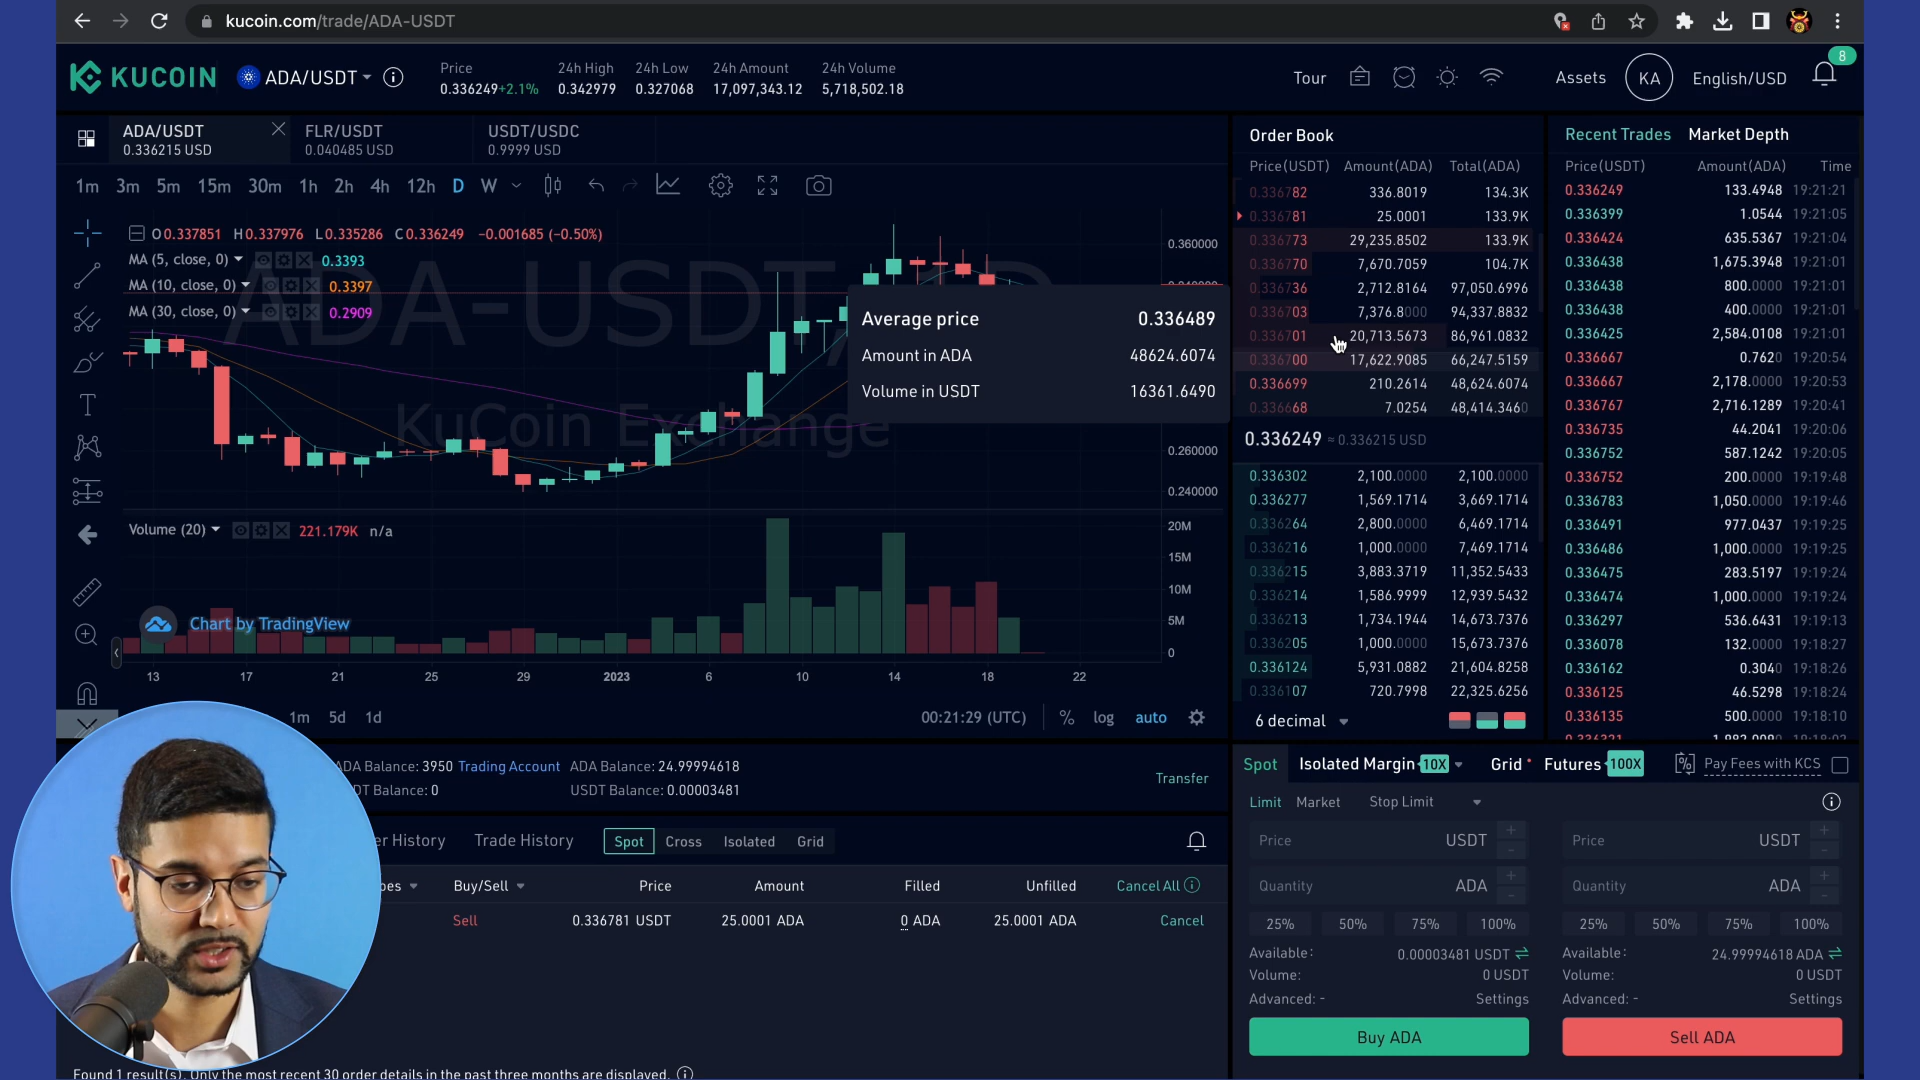 kucoin.com/trade/ADA-USDT
KUCOIN
ADA/USDT
Price
0.336249+2.1%
24h High
0.342979
24h Low
0.327068
24h Amount
17,097,343.12
24h Volume
5,718,502.18
Tour
Assets
KA
English/USD
8
ADA/USDT
0.336215 USD
FLR/USDT
0.040485 USD
USDT/USDC
0.9999 USD
1m 3m 5m 15m 30m 1h 2h 4h 12h D W
O0.337851 H0.337976 L0.335286 C0.336249 −0.001685 (−0.50%)
MA (5, close, 0) 0.3393
MA (10, close, 0) 0.3397
MA (30, close, 0) 0.2909
KuCoin Exchange
0.360000
0.260000
0.240000
Average price 0.336489
Amount in ADA 48624.6074
Volume in USDT 16361.6490
Volume (20) 221.179K n/a
20M
15M
10M
5M
0
Chart by TradingView
13 17 21 25 29 2023 6 10 14 18 22
1m 5d 1d
00:21:29 (UTC) % log auto
Order Book
Price(USDT) Amount(ADA) Total(ADA)
0.336782 336.8019 134.3K
0.336781 25.0001 133.9K
0.336773 29,235.8502 133.9K
0.336770 7,670.7059 104.7K
0.336736 2,712.8164 97,050.6996
0.336703 7,376.8000 94,337.8832
0.336701 20,713.5673 86,961.0832
0.336700 17,622.9085 66,247.5159
0.336699 210.2614 48,624.6074
0.336668 7.0254 48,414.3460
0.336249 ≈ 0.336215 USD
0.336302 2,100.0000 2,100.0000
0.336277 1,569.1714 3,669.1714
0.336264 2,800.0000 6,469.1714
0.336216 1,000.0000 7,469.1714
0.336215 3,883.3719 11,352.5433
0.336214 1,586.9999 12,939.5432
0.336213 1,734.1944 14,673.7376
0.336205 1,000.0000 15,673.7376
0.336124 5,931.0882 21,604.8258
0.336107 720.7998 22,325.6256
6 decimal
Recent Trades Market Depth
Price(USDT) Amount(ADA) Time
0.336249 133.4948 19:21:21
0.336399 1.0544 19:21:05
0.336424 635.5367 19:21:04
0.336438 1,675.3948 19:21:01
0.336438 800.0000 19:21:01
0.336438 400.0000 19:21:01
0.336425 2,584.0108 19:21:01
0.336667 0.7620 19:20:54
0.336667 2,178.0000 19:20:53
0.336767 2,716.1289 19:20:41
0.336735 44.2041 19:20:06
0.336752 587.1242 19:20:05
0.336752 200.0000 19:19:48
0.336783 1,050.0000 19:19:46
0.336491 977.0437 19:19:25
0.336486 1,000.0000 19:19:25
0.336475 283.5197 19:19:24
0.336474 1,000.0000 19:19:24
0.336297 536.6431 19:19:13
0.336078 132.0000 19:18:27
0.336162 0.3040 19:18:26
0.336125 46.5298 19:18:24
0.336135 500.0000 19:18:10
ADA Balance: 3950 Trading Account ADA Balance: 24.99994618
DT Balance: 0 USDT Balance: 0.00003481
Transfer
er History Trade History Spot Cross Isolated Grid
pes Buy/Sell Price Amount Filled Unfilled Cancel All
Sell 0.336781 USDT 25.0001 ADA 0 ADA 25.0001 ADA Cancel
Found 1 result(s). Only the most recent 30 order details in the past three months are displayed.
Spot Isolated Margin 10X Grid Futures 100X Pay Fees with KCS
Limit Market Stop Limit
Price USDT + - Price USDT + -
Quantity ADA + - Quantity ADA + -
25% 50% 75% 100% 25% 50% 75% 100%
Available: 0.00003481 USDT Available: 24.99994618 ADA
Volume: 0 USDT Volume: 0 USDT
Advanced: - Settings Advanced: - Settings
Buy ADA Sell ADA